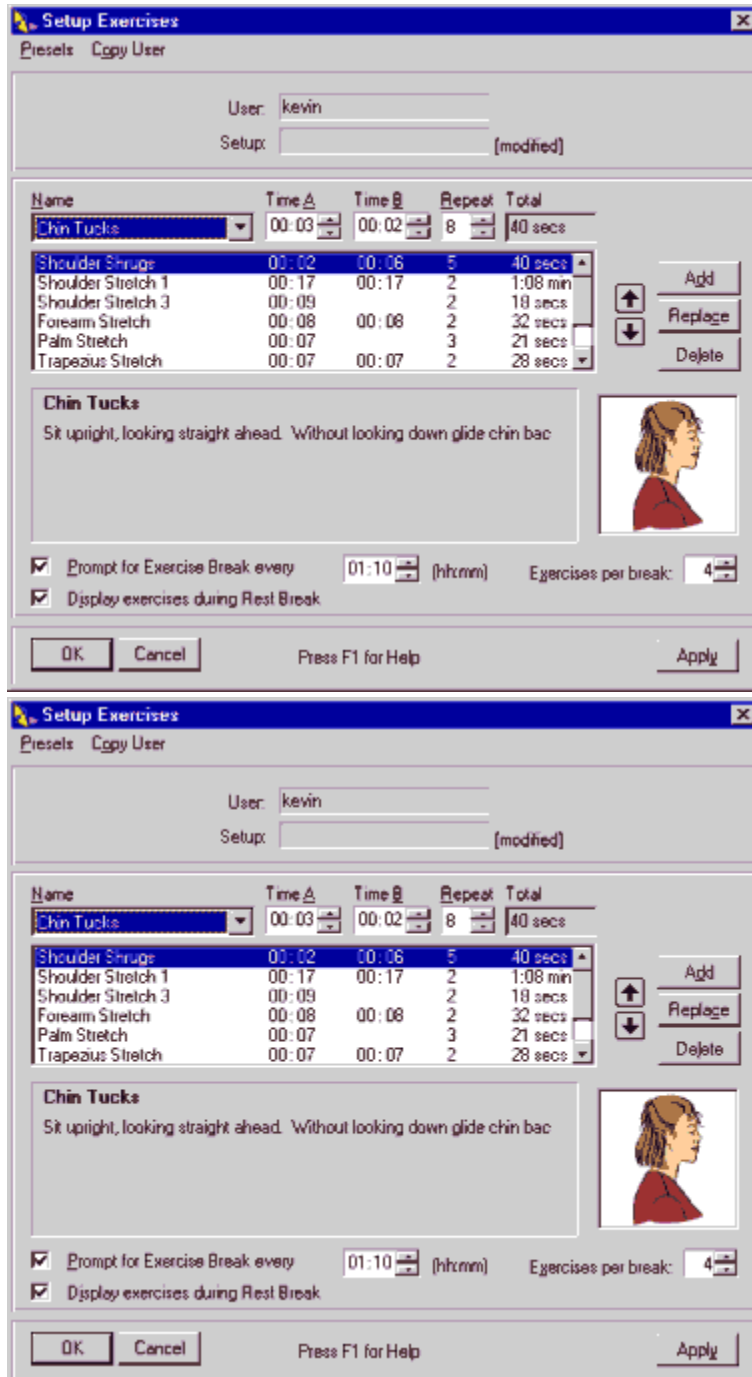 Setup Exercises
Presets Copy User
User: kevin
Setup: [modified]
Name Time A Time B Repeat Total
Chin Tucks 00:03 00:02 8 40 secs
Shoulder Shrugs 00:02 00:06 5 40 secs
Shoulder Stretch 1 00:17 00:17 2 1:08 min
Shoulder Stretch 3 00:09 2 18 secs
Forearm Stretch 00:08 00:08 2 32 secs
Palm Stretch 00:07 3 21 secs
Trapezius Stretch 00:07 00:07 2 28 secs
Add
Replace
Delete
Chin Tucks
Sit upright, looking straight ahead. Without looking down glide chin bac
Prompt for Exercise Break every 01:10 (hh:mm) Exercises per break: 4
Display exercises during Rest Break
OK Cancel Press F1 for Help Apply
Setup Exercises
Presets Copy User
User: kevin
Setup: [modified]
Name Time A Time B Repeat Total
Chin Tucks 00:03 00:02 8 40 secs
Shoulder Shrugs 00:02 00:06 5 40 secs
Shoulder Stretch 1 00:17 00:17 2 1:08 min
Shoulder Stretch 3 00:09 2 18 secs
Forearm Stretch 00:08 00:08 2 32 secs
Palm Stretch 00:07 3 21 secs
Trapezius Stretch 00:07 00:07 2 28 secs
Add
Replace
Delete
Chin Tucks
Sit upright, looking straight ahead. Without looking down glide chin bac
Prompt for Exercise Break every 01:10 (hh:mm) Exercises per break: 4
Display exercises during Rest Break
OK Cancel Press F1 for Help Apply